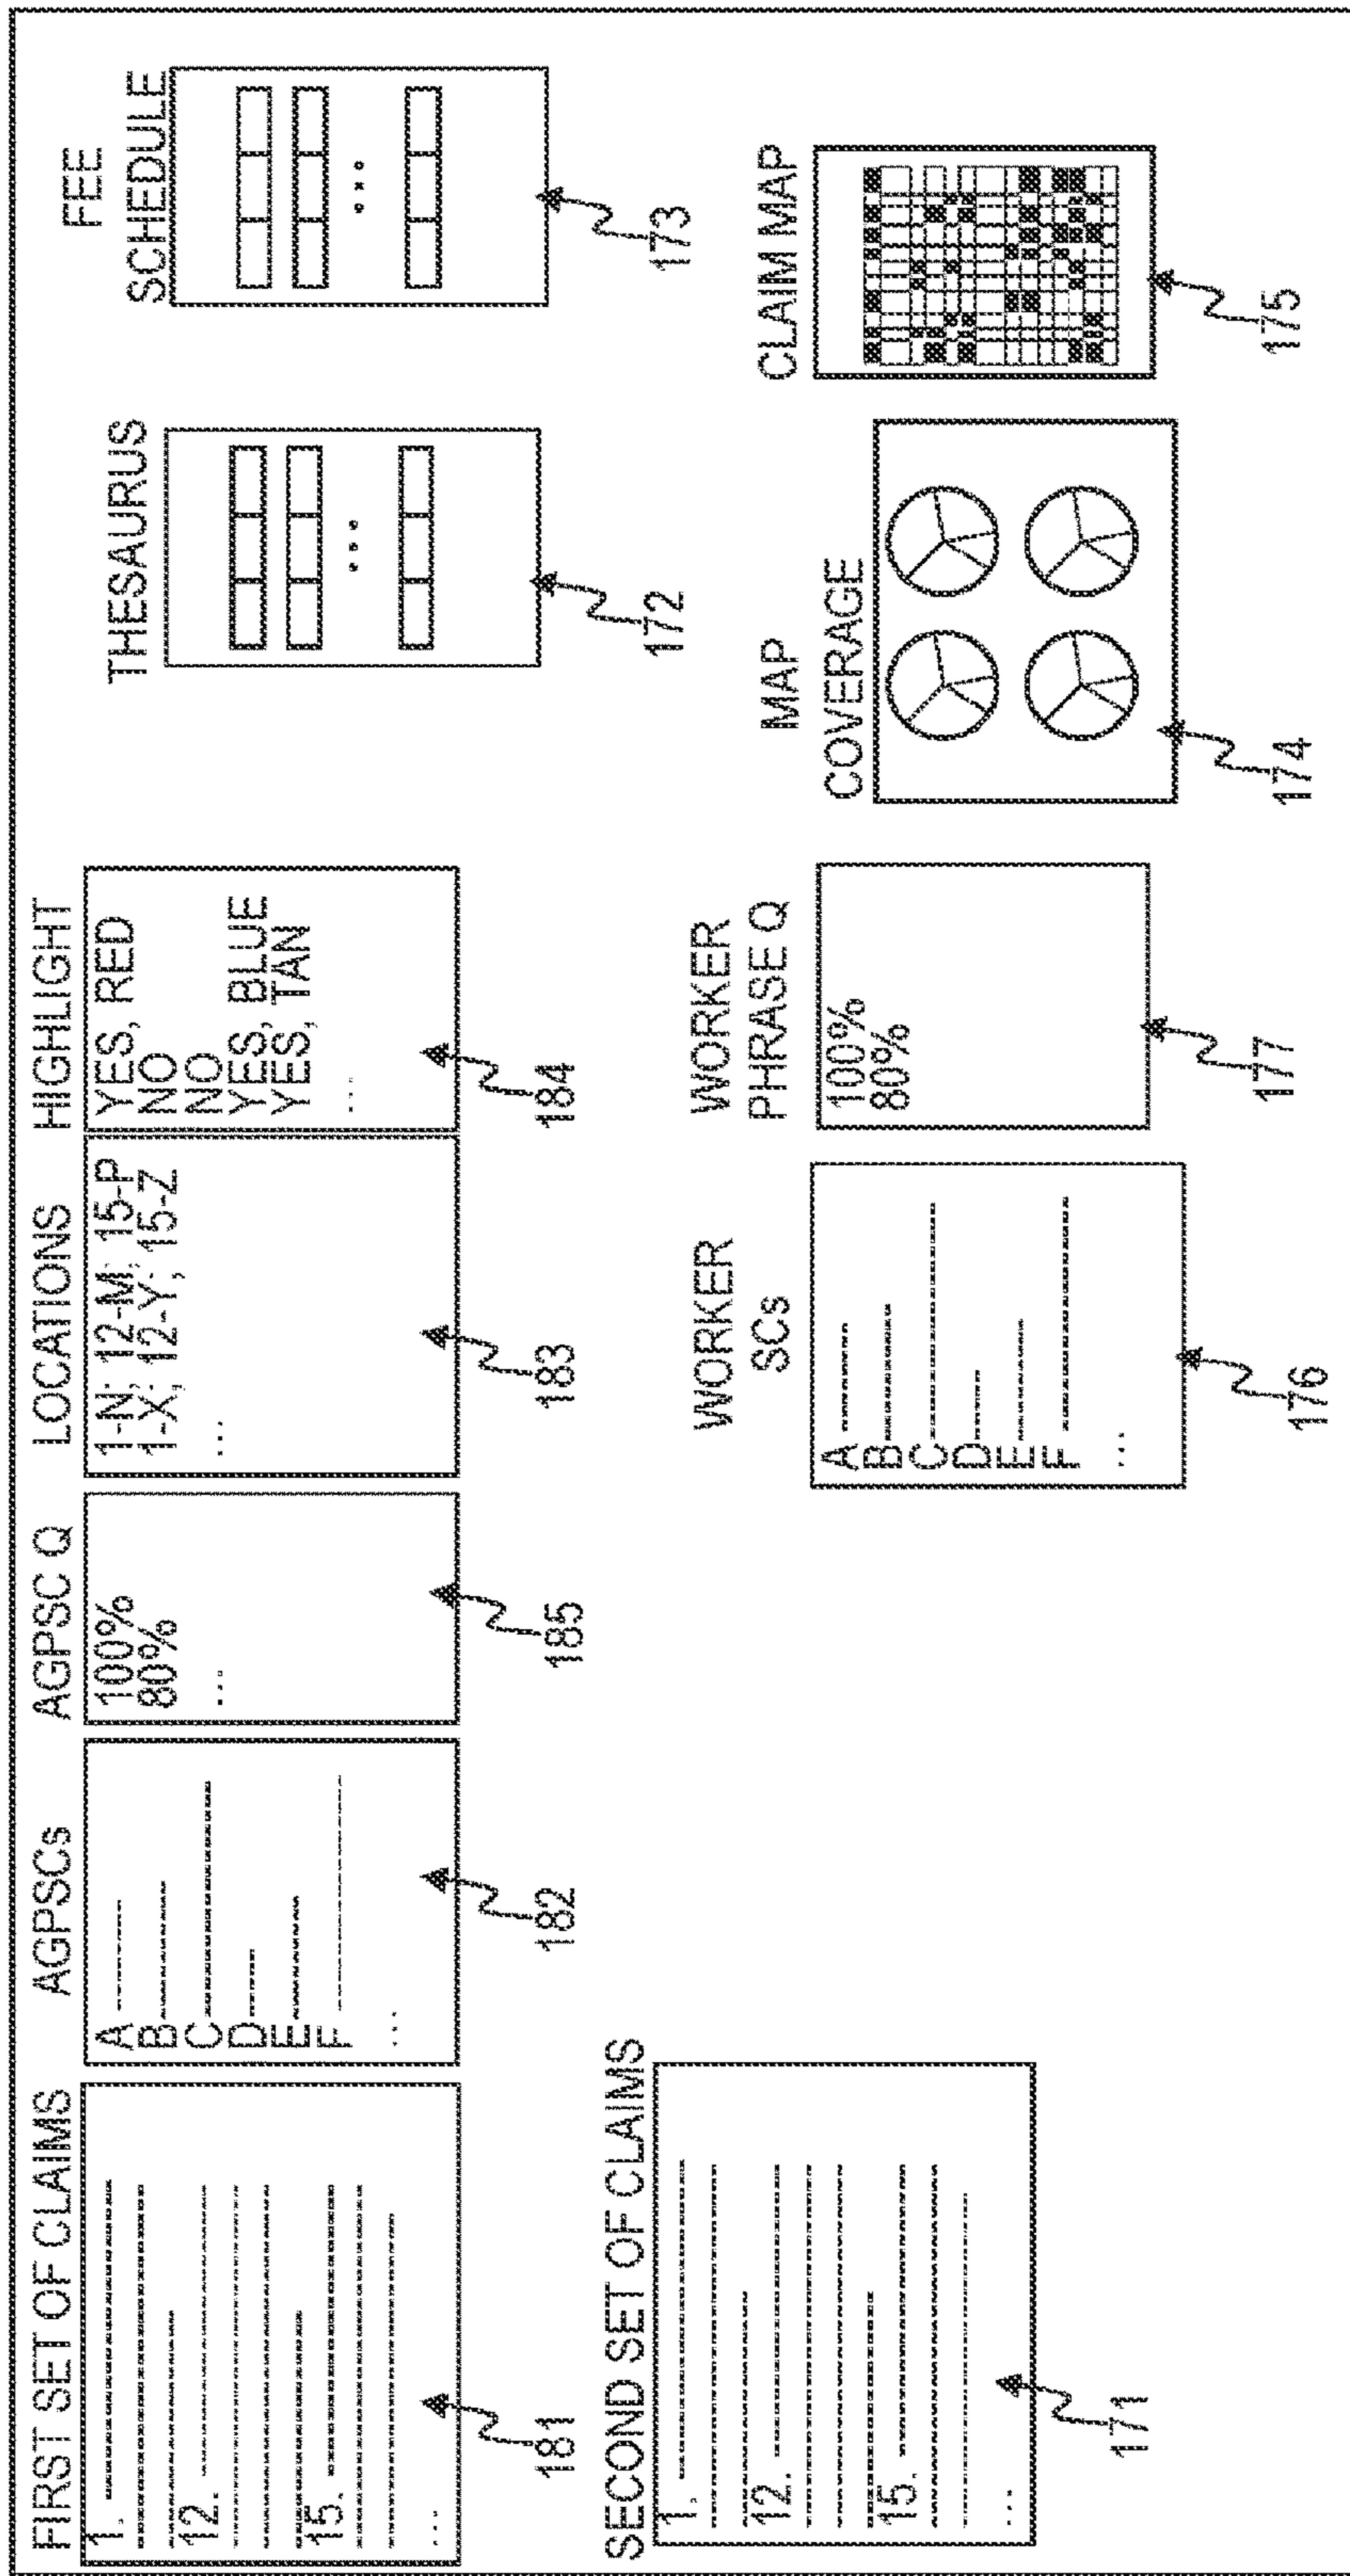 FIRST SET OF CLAIMS
1.
12.
15.
...
181
AGPSCs
A
B
C
D
E
F
...
182
AGPSC Q
100%
80%
...
185
LOCATIONS
1-N; 12-M; 15-P
1-X; 12-Y; 15-Z
...
183
HIGHLIGHT
YES, RED
NO
NO
YES, BLUE
YES, TAN
...
184
THESAURUS
...
172
FEE
SCHEDULE
...
173
SECOND SET OF CLAIMS
1.
12.
15.
...
171
WORKER
SCs
A
B
C
D
E
F
...
176
WORKER
PHRASE Q
100%
80%
177
MAP
COVERAGE
174
CLAIM MAP
175